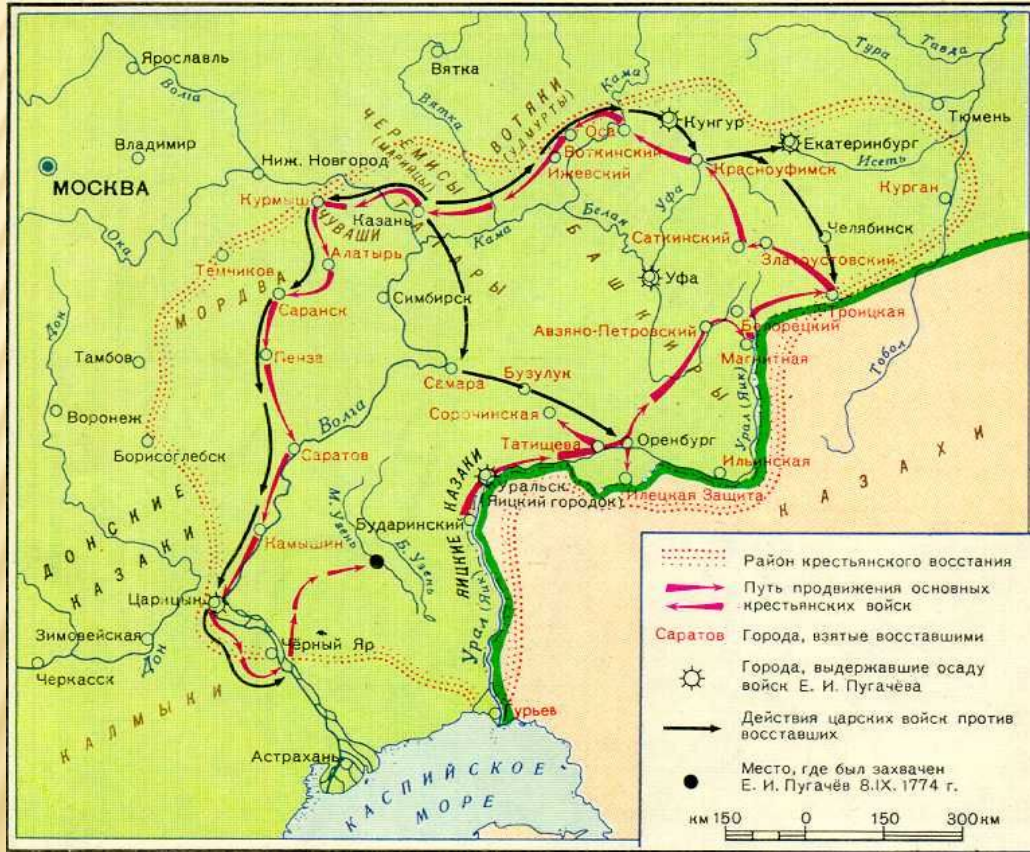 Ярославль
Волга
Вятка
Вятка
Кама
Тура
Тавда
Тюмень
Владимир
Ниж. Новгород
МОСКВА
ЧЕРЕМИСЫ
(МАРИЙЦЫ)
ВОТЯКИ
(УДМУРТЫ)
Оса
Кунгур
Екатеринбург
Исеть
Воткинский
Ижевский
Красноуфимск
Курган
Курмыш
Казань
ЧУВАШИ
ТАТАРЫ
Кама
Белая
Уфа
Ока
Алатырь
Темчиков
МОРДВА
Саткинский
Златоустовский
Челябинск
БАШКИРЫ
Уфа
Симбирск
Саранск
Троицкая
Дон
Авзяно-Петровский
Белорецкий
Магнитная
Тамбов
Пенза
Самара
Бузулук
Тобол
Воронеж
Волга
Сорочинская
Урал (Яик)
Борисоглебск
Саратов
Татищева
Оренбург
Ильинская
Уральск
(Яицкий городок)
Илецкая Защита
КАЗАХИ
ЯИЦКИЕ КАЗАКИ
Бударинский
М. Узень
Б. Узень
ДОНСКИЕ
КАЗАКИ
Камышин
Царицын
Урал (Яик)
Зимовейская
Дон
Чёрный Яр
Черкасск
КАЛМЫКИ
Гурьев
Астрахань
КАСПИЙСКОЕ
МОРЕ
Район крестьянского восстания
Путь продвижения основных
крестьянских войск
Саратов Города, взятые восставшими
Города, выдержавшие осаду
войск Е. И. Пугачёва
Действия царских войск против
восставших
Место, где был захвачен
Е. И. Пугачёв 8.IX. 1774 г.
км 150 0 150 300 км